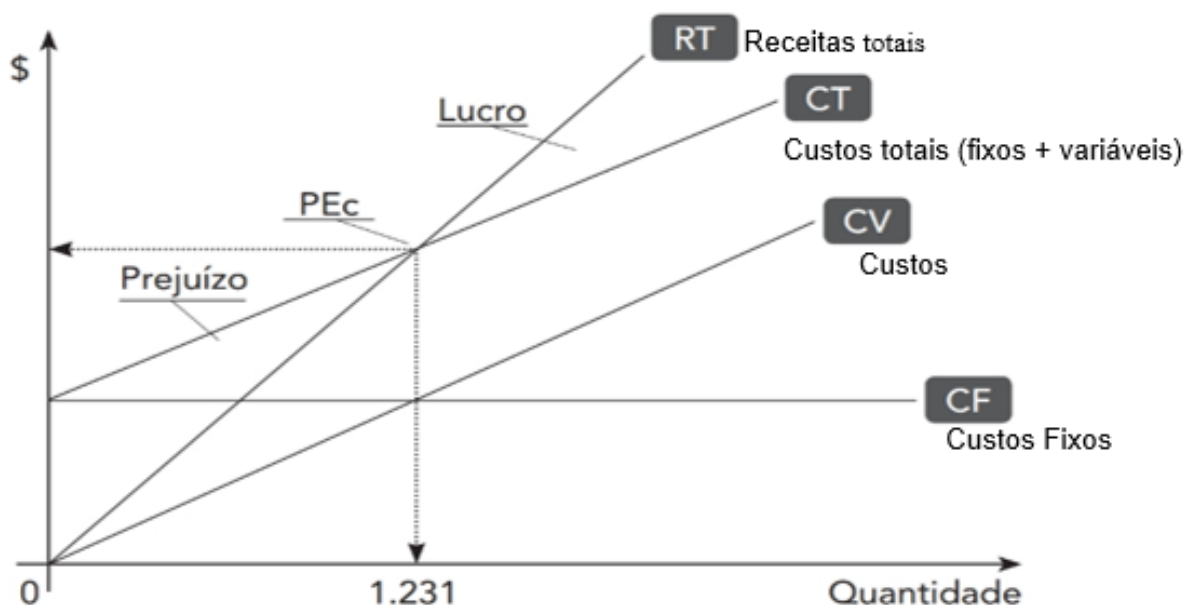 RT Receitas totais
$
CT
Lucro
Custos totais (fixos + variáveis)
PEc
CV
Custos
Prejuízo
CF
Custos Fixos
0
1.231
Quantidade